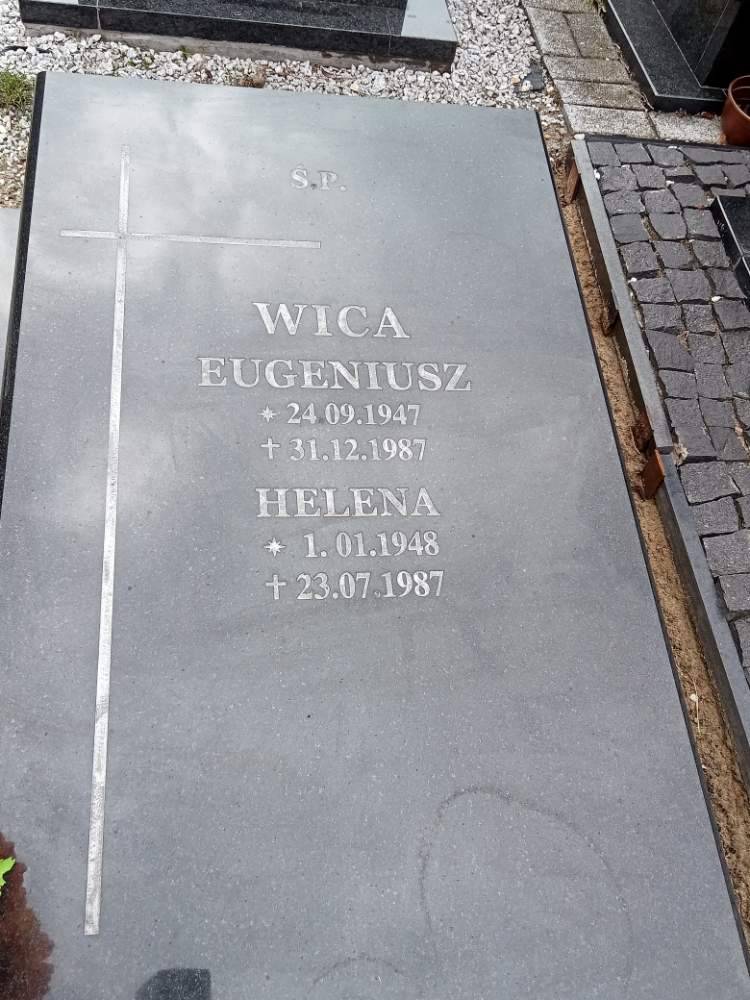 Ś.P.
WICA
EUGENIUSZ
* 24.09.1947
† 31.12.1987
HELENA
* 1.01.1948
† 23.07.1987